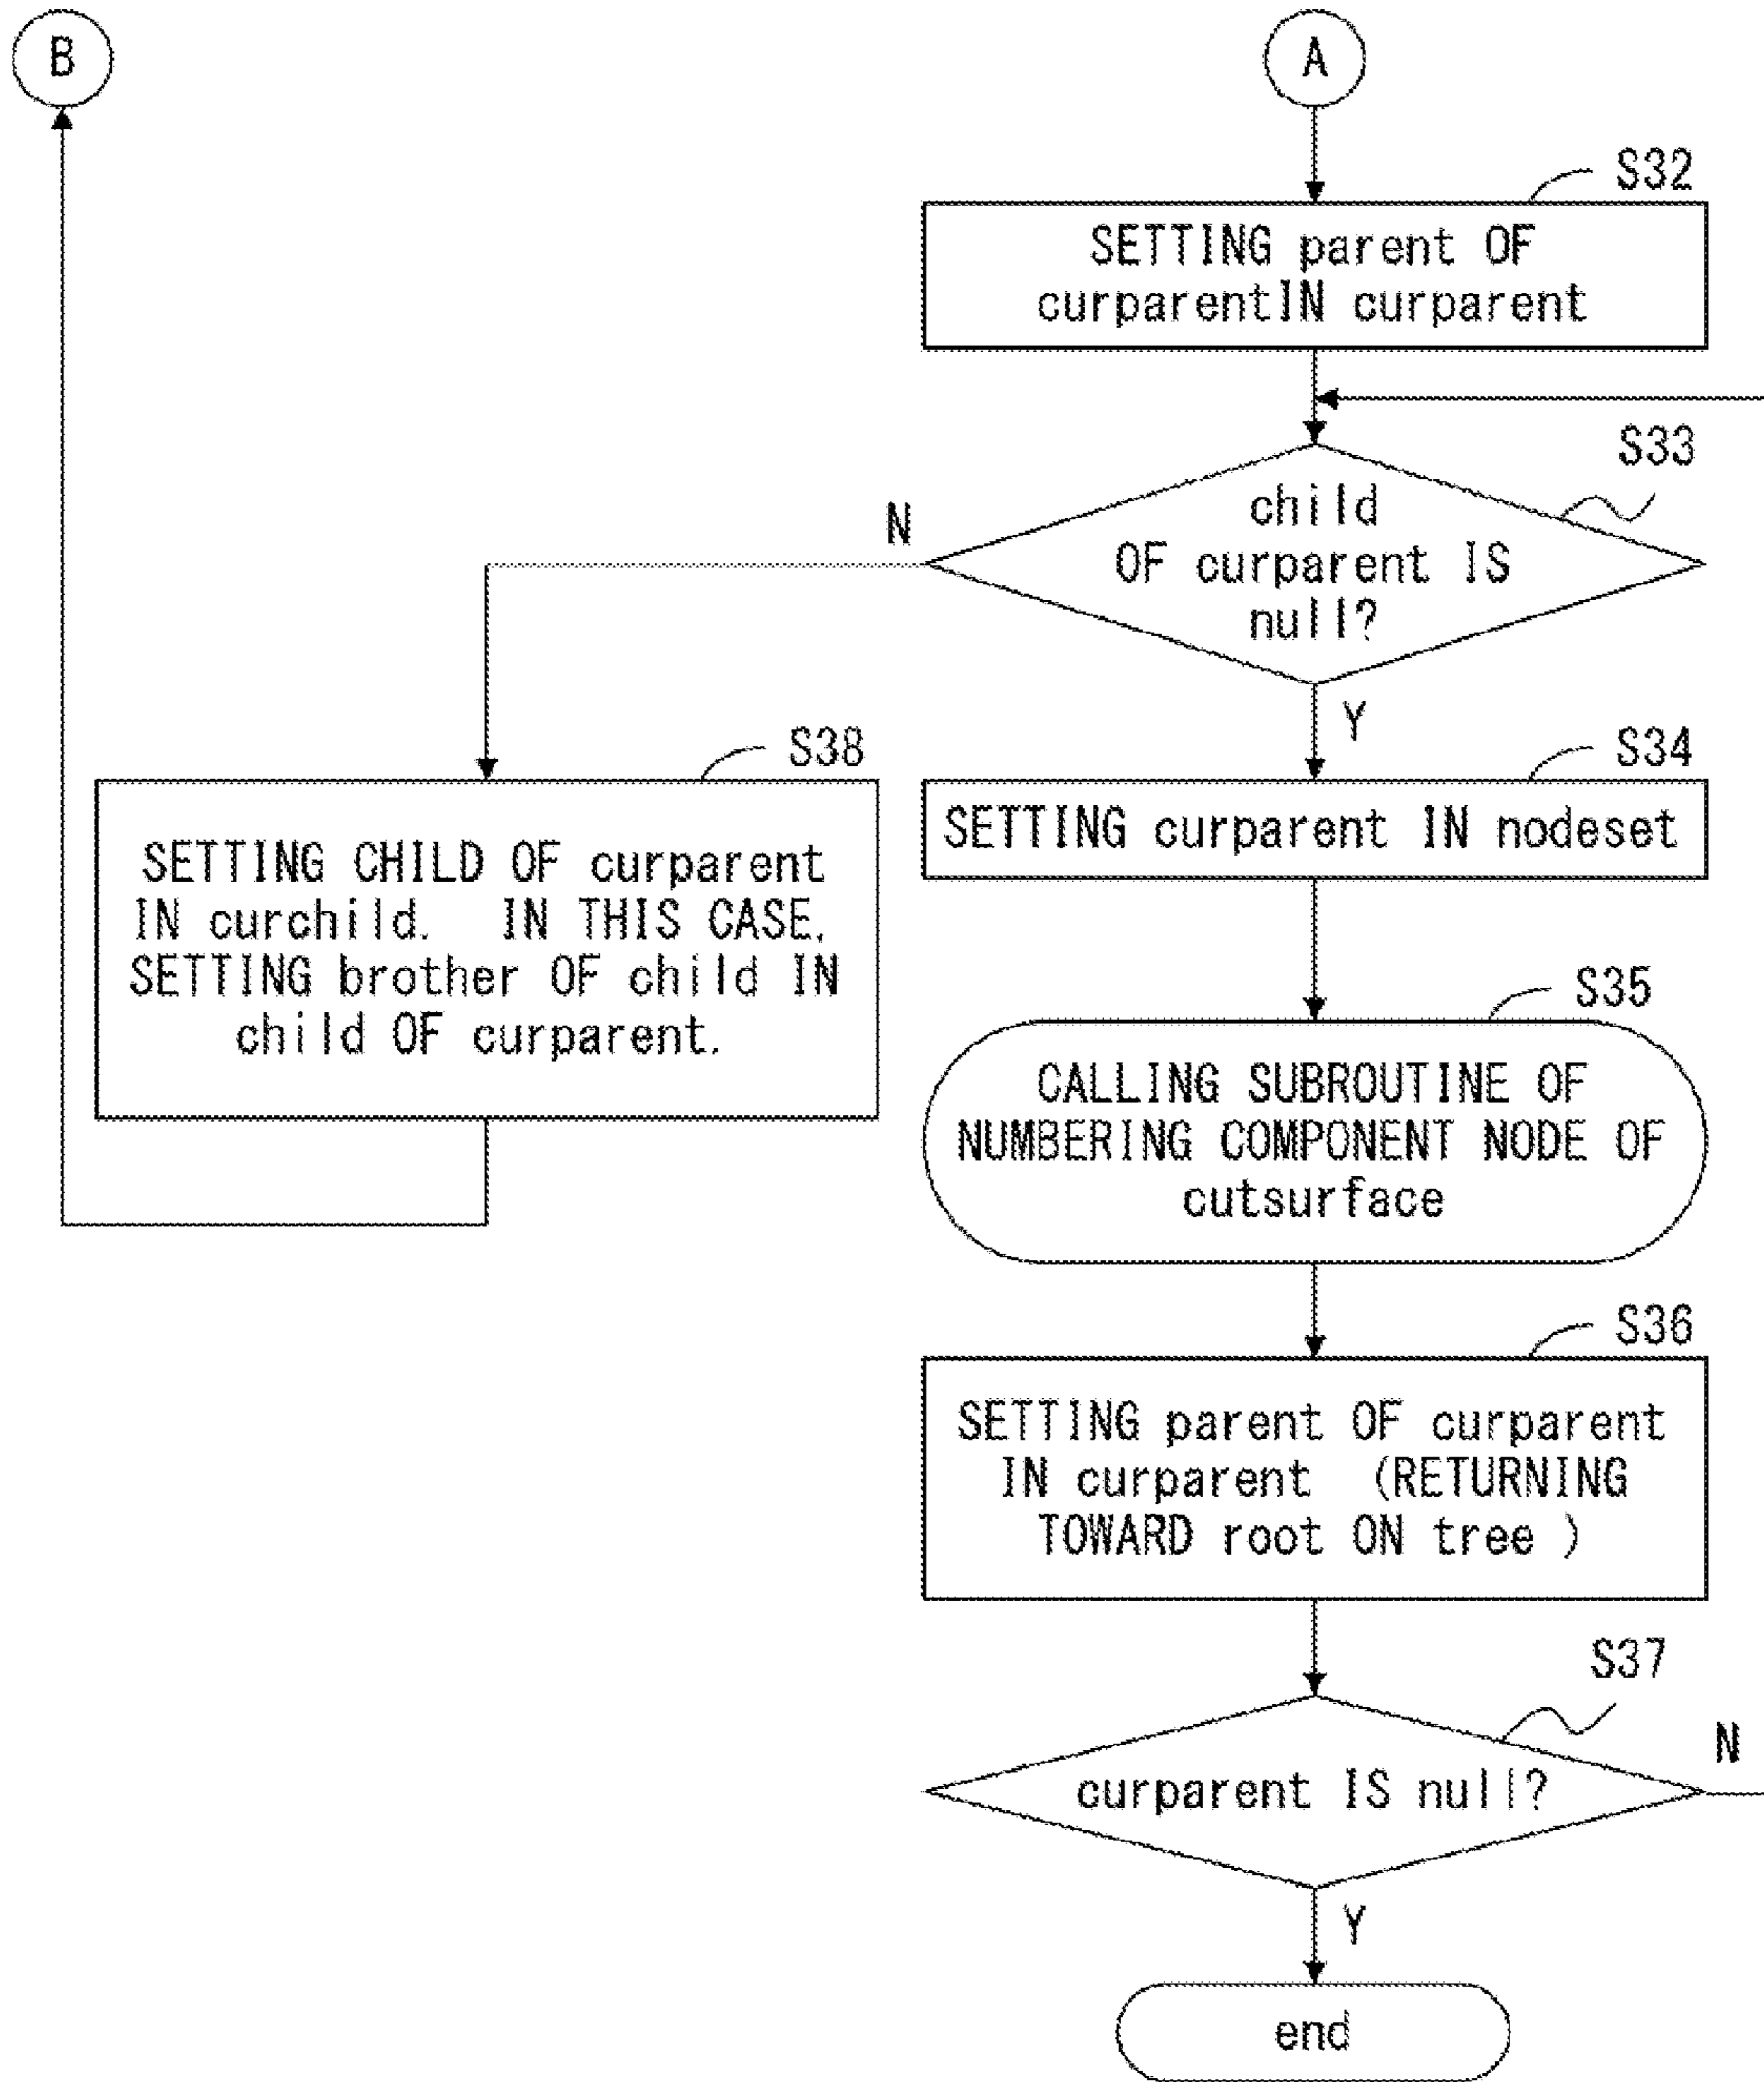 B
A
S32
SETTING parent OF
curparentIN curparent
S33
N
child
OF curparent IS
null?
Y
S38
S34
SETTING CHILD OF curparent
IN curchild. IN THIS CASE,
SETTING brother OF child IN
child OF curparent.
SETTING curparent IN nodeset
S35
CALLING SUBROUTINE OF
NUMBERING COMPONENT NODE OF
cutsurface
S36
SETTING parent OF curparent
IN curparent (RETURNING
TOWARD root ON tree )
S37
N
curparent IS null?
Y
end